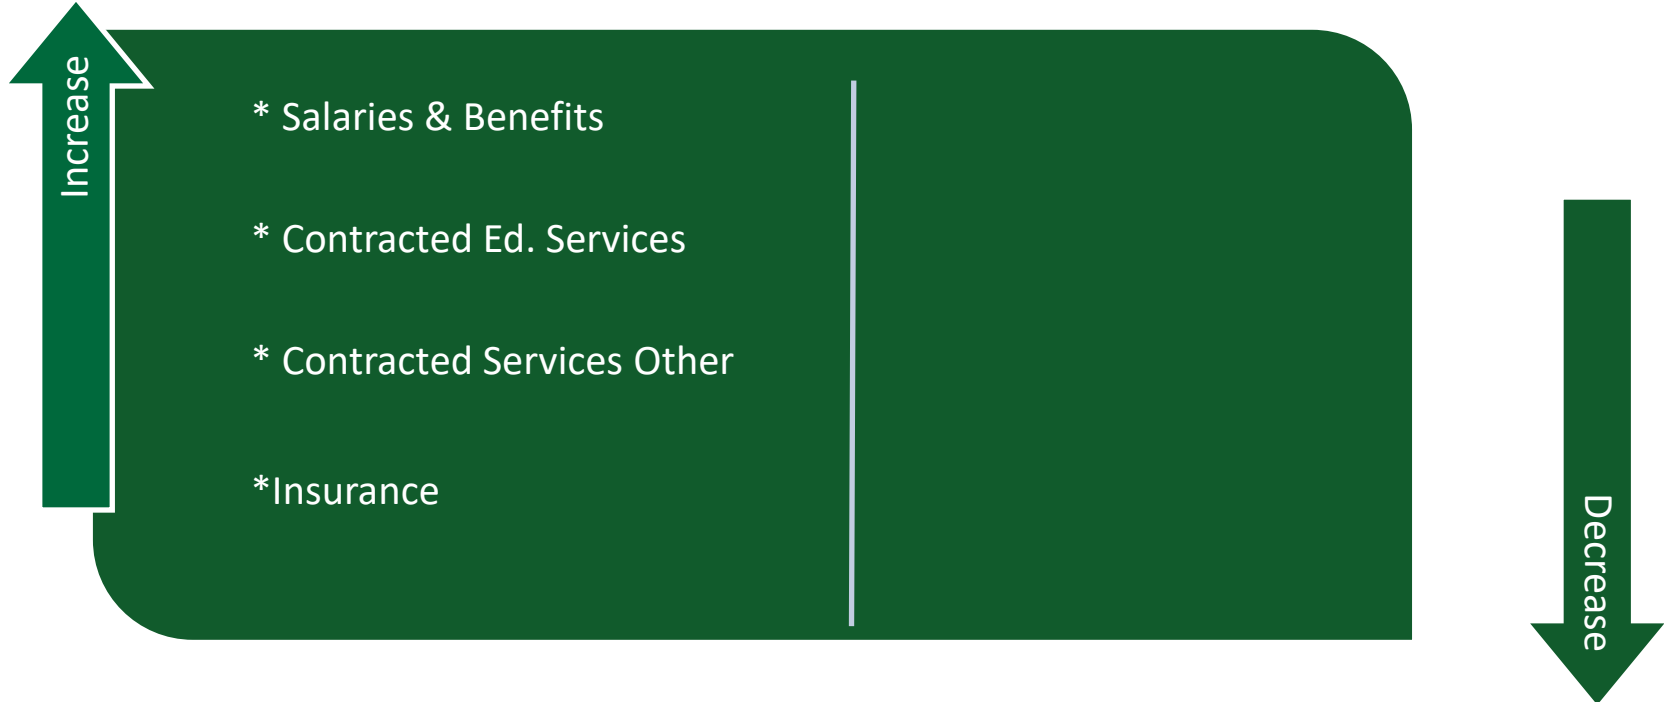 Increase
* Salaries & Benefits
* Contracted Ed. Services
* Contracted Services Other
*Insurance
Decrease